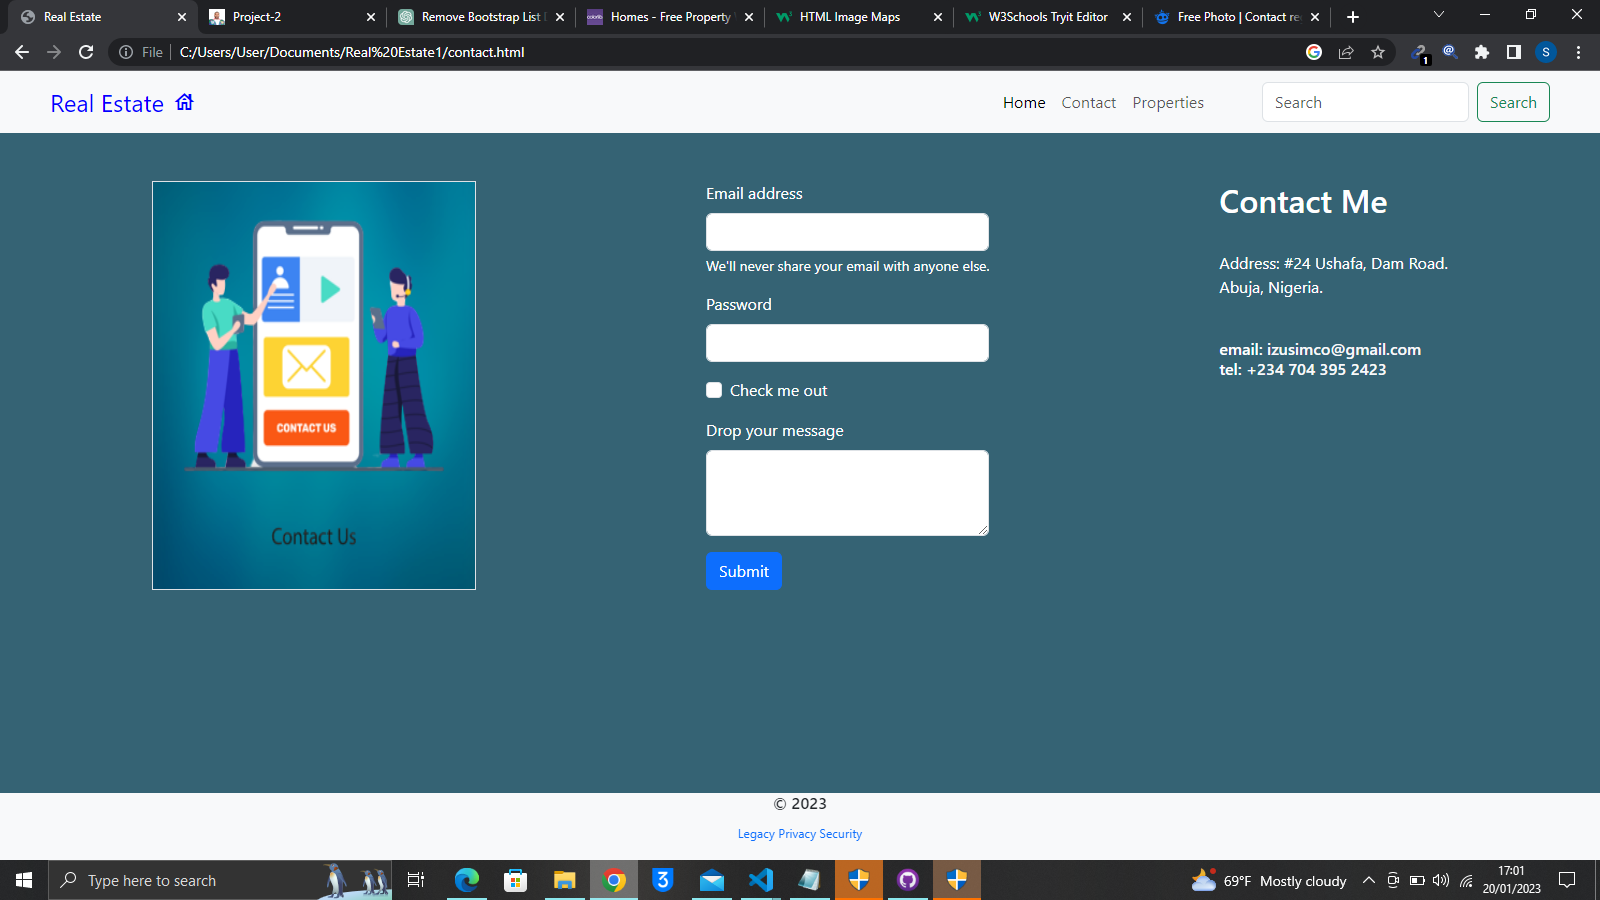 Real Estate
Project-2
Remove Bootstrap List
Homes - Free Property
HTML Image Maps
W3Schools Tryit Editor
Free Photo | Contact re
File
C:/Users/User/Documents/Real%20Estate1/contact.html
S
1
Real Estate
Home
Contact
Properties
Search
Search
CONTACT US
Contact Us
Email address
We'll never share your email with anyone else.
Password
Check me out
Drop your message
Submit
Contact Me
Address: #24 Ushafa, Dam Road.
Abuja, Nigeria.
email: izusimco@gmail.com
tel: +234 704 395 2423
© 2023
Legacy Privacy Security
Type here to search
3
69°F Mostly cloudy
17:01
20/01/2023